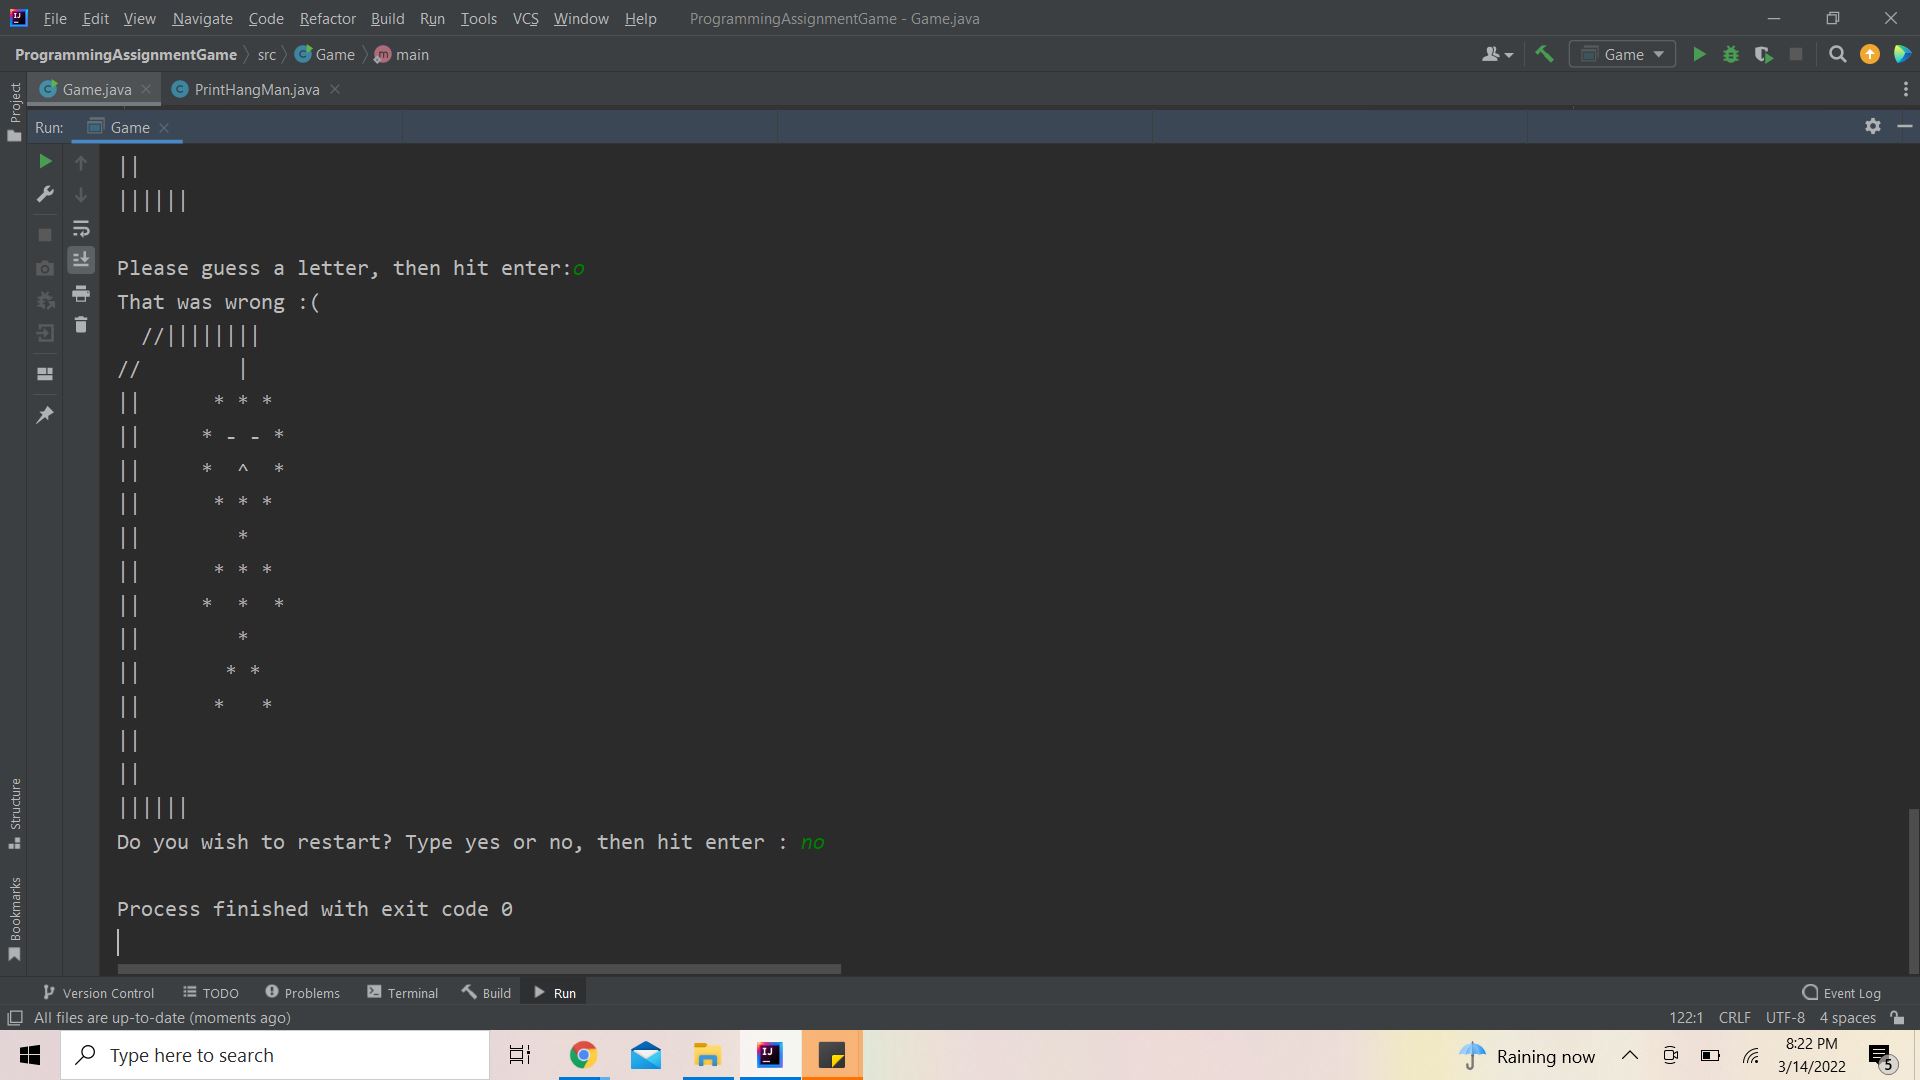 File Edit View Navigate Code Refactor Build Run Tools VCS Window Help ProgrammingAssignmentGame - Game.java
ProgrammingAssignmentGame src Game main Game
Game.java PrintHangMan.java
Project
Run: Game
||
||||||
Please guess a letter, then hit enter:o
That was wrong :(
  //||||||||
//        |
||      * * *
||     * - - *
||     *  ^  *
||      * * *
||        *
||      * * *
||     *  *  *
||        *
||       * *
||      *   *
||
||
||||||
Do you wish to restart? Type yes or no, then hit enter : no
Process finished with exit code 0
Structure
Bookmarks
Version Control TODO Problems Terminal Build Run Event Log
All files are up-to-date (moments ago) 122:1 CRLF UTF-8 4 spaces
Type here to search Raining now 8:22 PM
3/14/2022 5